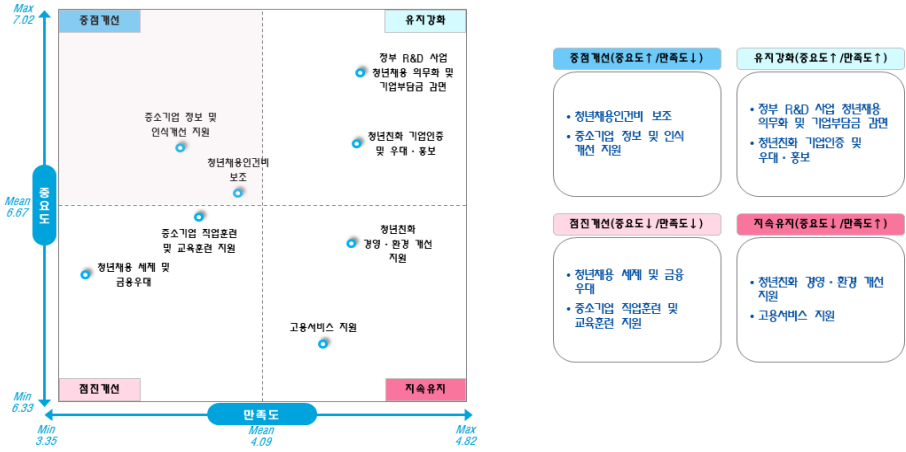 Max
7.02
중점개선
유지강화
정부 R&D 사업
청년채용 의무화 및
기업부담금 감면
중소기업 정보 및
인식개선 지원
청년친화 기업인증
및 우대·홍보
청년채용인건비
보조
Mean
6.67
중요도
중소기업 직업훈련
및 교육훈련 지원
청년친화
경영·환경 개선
지원
청년채용 세제 및
금융우대
고용서비스 지원
점진개선
지속유지
Min
6.33
만족도
Min
3.35
Mean
4.09
Max
4.82
중점개선(중요도↑/만족도↓)
• 청년채용인건비 보조
• 중소기업 정보 및 인식
개선 지원
유지강화(중요도↑/만족도↑)
• 정부 R&D 사업 청년채용
의무화 및 기업부담금 감면
• 청년친화 기업인증 및
우대·홍보
점진개선(중요도↓/만족도↓)
• 청년채용 세제 및 금융
우대
• 중소기업 직업훈련 및
교육훈련 지원
지속유지(중요도↓/만족도↑)
• 청년친화 경영·환경 개선
지원
• 고용서비스 지원